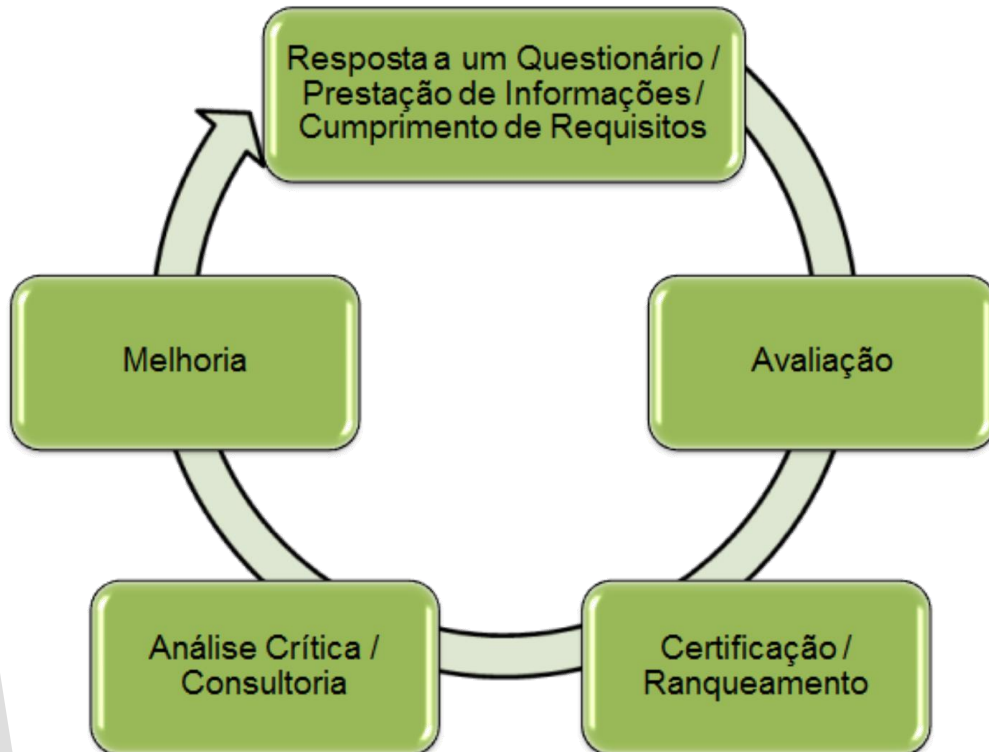 Resposta a um Questionário /
Prestação de Informações /
Cumprimento de Requisitos
Avaliação
Certificação /
Ranqueamento
Análise Crítica /
Consultoria
Melhoria